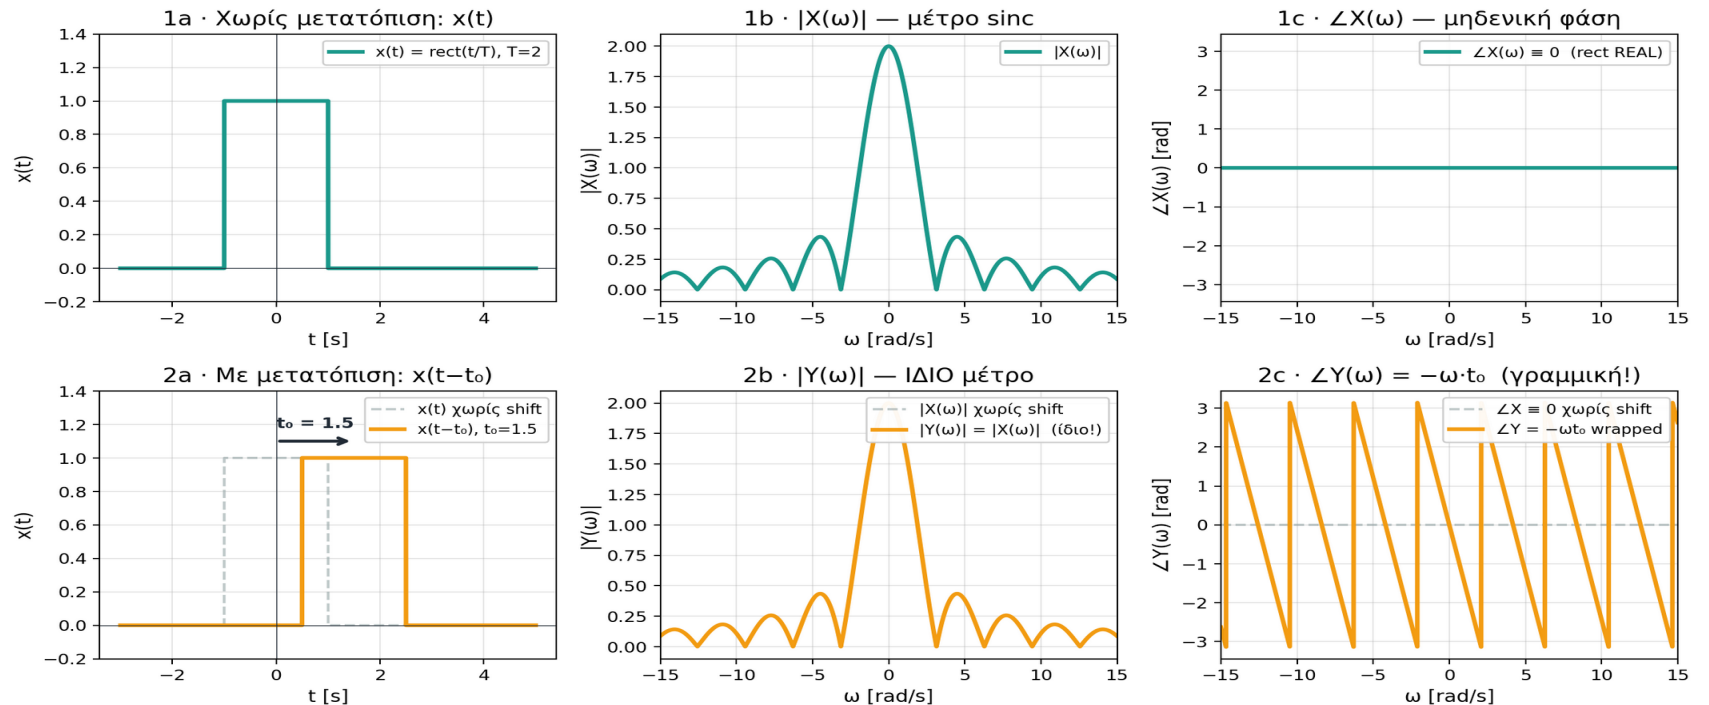 1a · Χωρίς μετατόπιση: x(t)
x(t) = rect(t/T), T=2
x(t)
1.4
1.2
1.0
0.8
0.6
0.4
0.2
0.0
−0.2
−2 0 2 4
t [s]
1b · |X(ω)| — μέτρο sinc
|X(ω)|
|X(ω)|
2.00
1.75
1.50
1.25
1.00
0.75
0.50
0.25
0.00
−15 −10 −5 0 5 10 15
ω [rad/s]
1c · ∠X(ω) — μηδενική φάση
∠X(ω) ≡ 0 (rect REAL)
∠X(ω) [rad]
3
2
1
0
−1
−2
−3
−15 −10 −5 0 5 10 15
ω [rad/s]
2a · Με μετατόπιση: x(t−t₀)
x(t) χωρίς shift
x(t−t₀), t₀=1.5
t₀ = 1.5
x(t)
1.4
1.2
1.0
0.8
0.6
0.4
0.2
0.0
−0.2
−2 0 2 4
t [s]
2b · |Y(ω)| — ΙΔΙΟ μέτρο
|X(ω)| χωρίς shift
|Y(ω)| = |X(ω)| (ίδιο!)
|Y(ω)|
2.00
1.75
1.50
1.25
1.00
0.75
0.50
0.25
0.00
−15 −10 −5 0 5 10 15
ω [rad/s]
2c · ∠Y(ω) = −ω·t₀ (γραμμική!)
∠X ≡ 0 χωρίς shift
∠Y = −ωt₀ wrapped
∠Y(ω) [rad]
3
2
1
0
−1
−2
−3
−15 −10 −5 0 5 10 15
ω [rad/s]